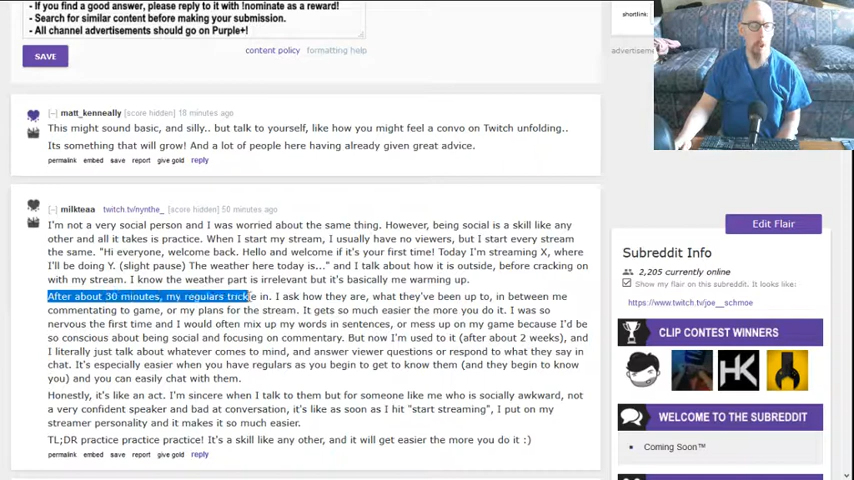 - If you find a good answer, please reply to it with !nominate as a reward!
- Search for similar content before making your submission.
- All channel advertisements should go on Purple+!
SAVE
content policy
formatting help
shortlink:
advertisement
[–] matt_kenneally [score hidden] 18 minutes ago
This might sound basic, and silly.. but talk to yourself, like how you might feel a convo on Twitch unfolding..
Its something that will grow! And a lot of people here having already given great advice.
permalink embed save report give gold reply
[–] milkteaa twitch.tv/nynthe_ [score hidden] 50 minutes ago
I'm not a very social person and I was worried about the same thing. However, being social is a skill like any
other and all it takes is practice. When I start my stream, I usually have no viewers, but I start every stream
the same. "Hi everyone, welcome back. Hello and welcome if it's your first time! Today I'm streaming X, where
I'll be doing Y. (slight pause) The weather here today is..." and I talk about how it is outside, before cracking on
with my stream. I know the weather part is irrelevant but it's basically me warming up.
After about 30 minutes, my regulars trickle in. I ask how they are, what they've been up to, in between me
commentating to game, or my plans for the stream. It gets so much easier the more you do it. I was so
nervous the first time and I would often mix up my words in sentences, or mess up on my game because I'd be
so conscious about being social and focusing on commentary. But now I'm used to it (after about 2 weeks), and
I literally just talk about whatever comes to mind, and answer viewer questions or respond to what they say in
chat. It's especially easier when you have regulars as you begin to get to know them (and they begin to know
you) and you can easily chat with them.
Honestly, it's like an act. I'm sincere when I talk to them but for someone like me who is socially awkward, not
a very confident speaker and bad at conversation, it's like as soon as I hit "start streaming", I put on my
streamer personality and it makes it so much easier.
TL;DR practice practice practice! It's a skill like any other, and it will get easier the more you do it :)
permalink embed save report give gold reply
Edit Flair
Subreddit Info
2,205 currently online
Show my flair on this subreddit. It looks like:
https://www.twitch.tv/joe__schmoe
CLIP CONTEST WINNERS
HK
WELCOME TO THE SUBREDDIT
Coming Soon™